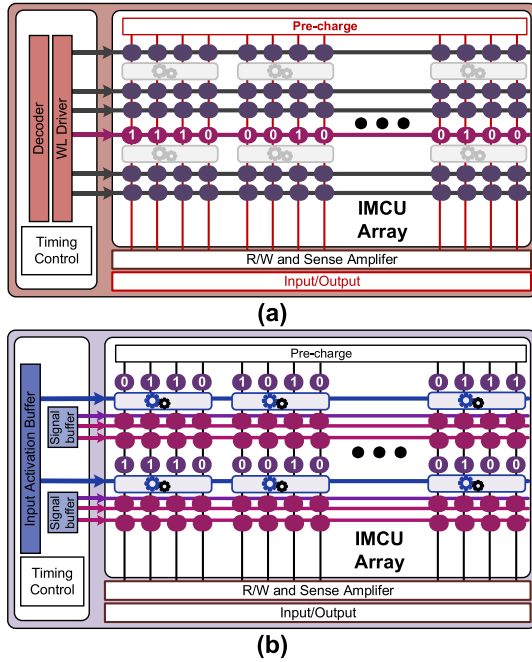 Pre-charge
Decoder
WL Driver
1 1 1 0 0 0 1 0 0 1 0 0
IMCU
Array
Timing
Control
R/W and Sense Amplifer
Input/Output
(a)
Pre-charge
0 1 1 0 1 0 1 0 0 1 1 1
Input Activation Buffer
Signal
buffer
1 1 1 0 0 0 1 0 0 1 0 0
Signal
buffer
IMCU
Array
Timing
Control
R/W and Sense Amplifer
Input/Output
(b)